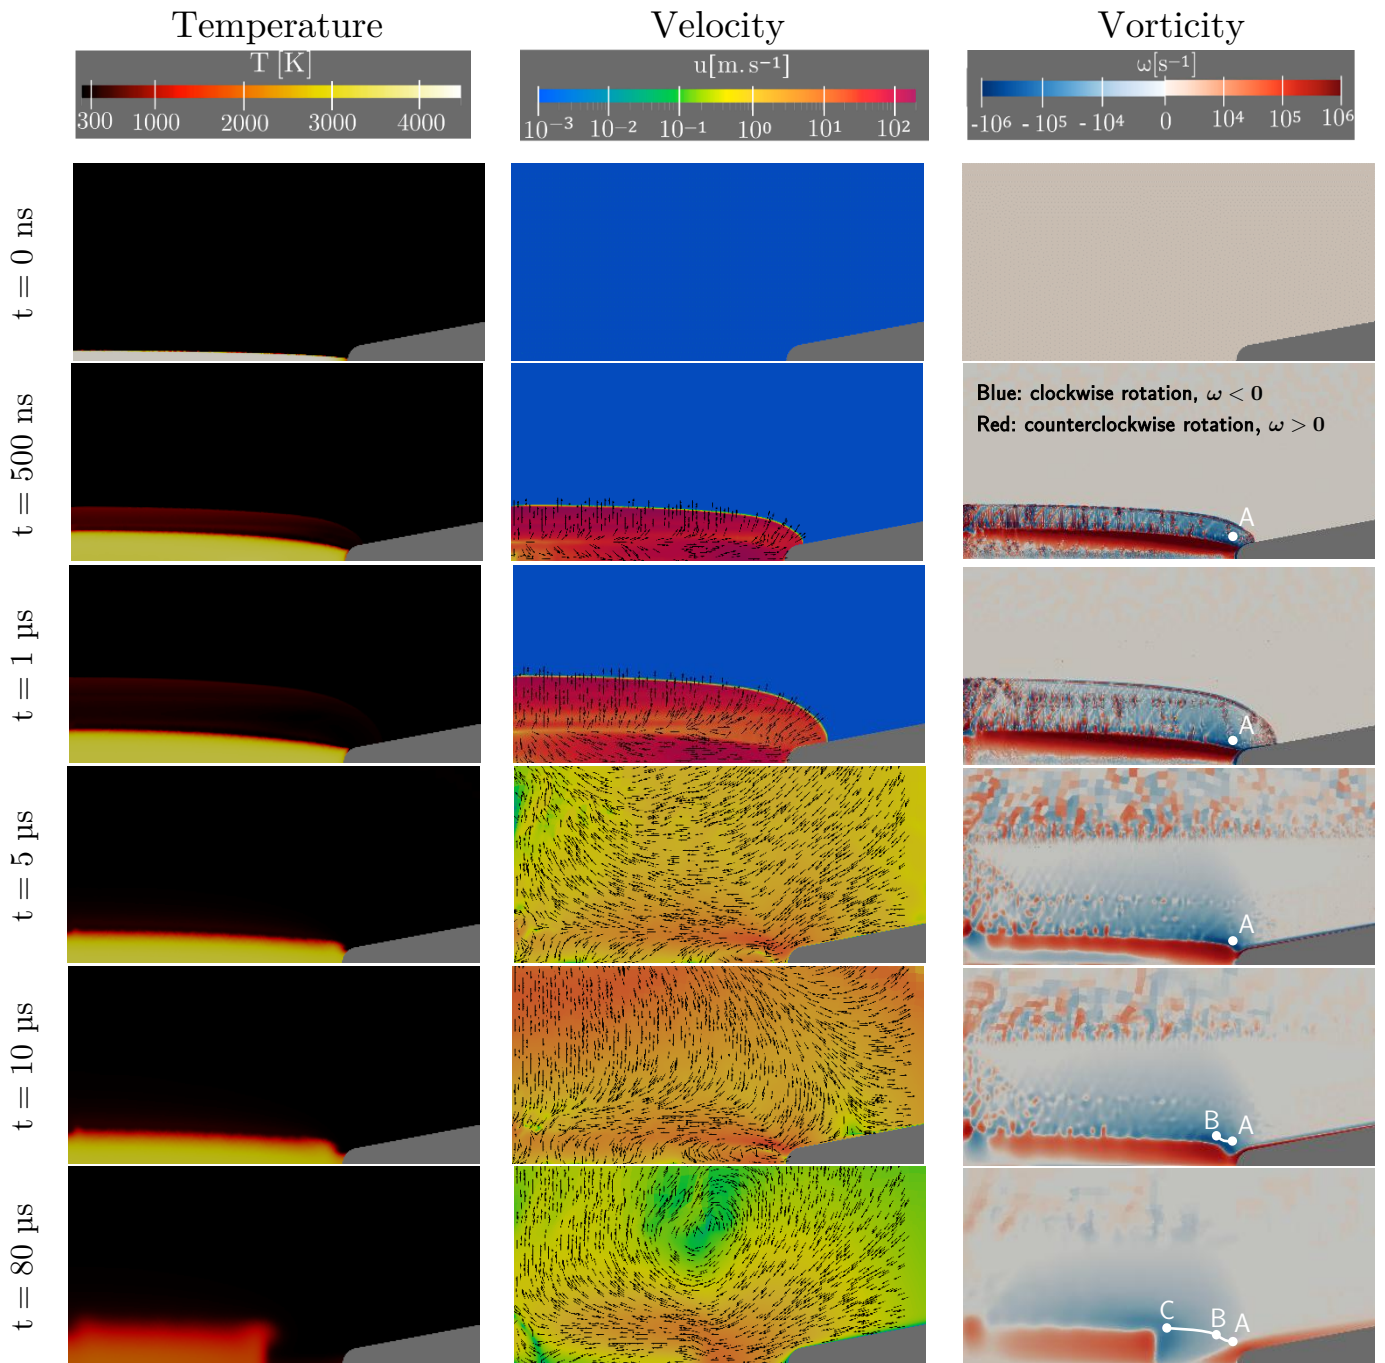 Temperature Velocity Vorticity
T [K] u[m.s⁻¹] ω[s⁻¹]
300 1000 2000 3000 4000 10⁻³ 10⁻² 10⁻¹ 10⁰ 10¹ 10² -10⁶ -10⁵ -10⁴ 0 10⁴ 10⁵ 10⁶
t = 0 ns
t = 500 ns
Blue: clockwise rotation, ω < 0
Red: counterclockwise rotation, ω > 0
A
t = 1 µs
A
t = 5 µs
A
t = 10 µs
B A
t = 80 µs
C B A